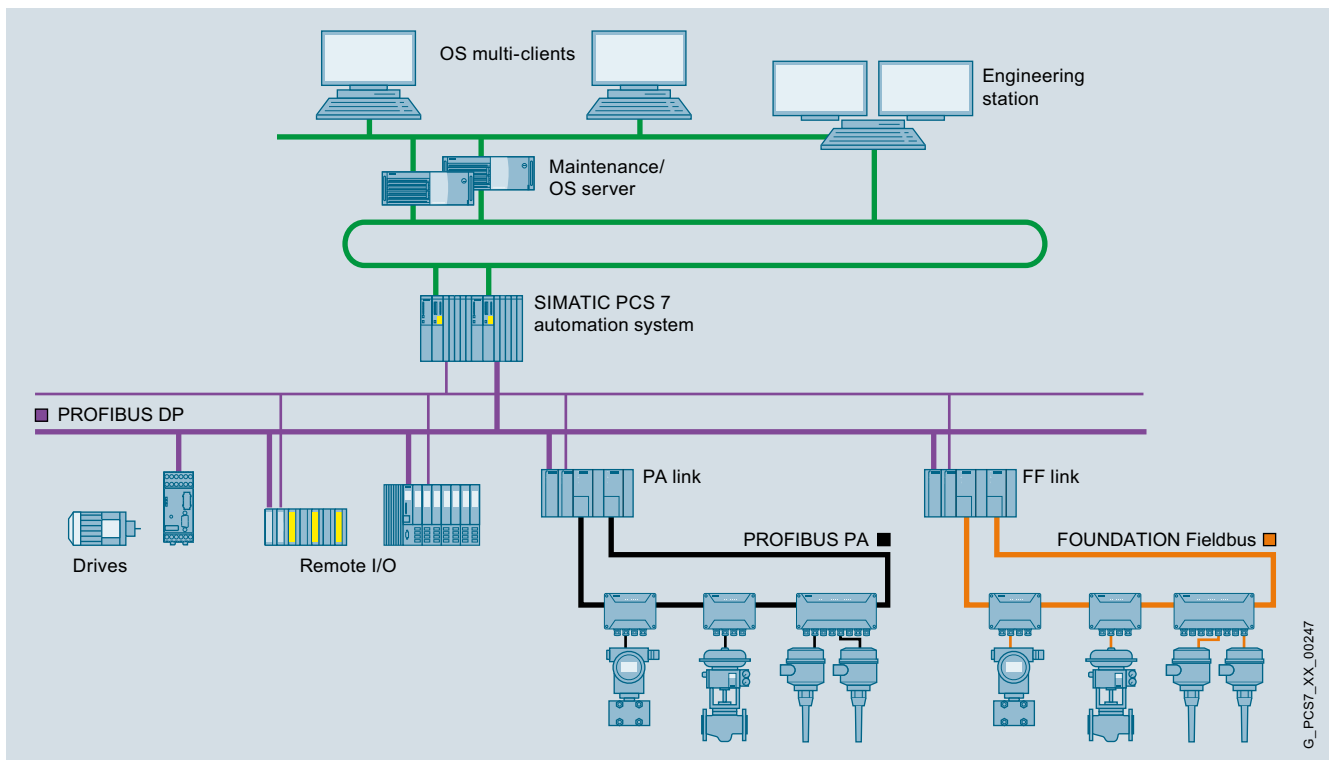 OS multi-clients
Engineering
station
Maintenance/
OS server
SIMATIC PCS 7
automation system
PROFIBUS DP
PA link
FF link
PROFIBUS PA
FOUNDATION Fieldbus
Drives
Remote I/O
G_PCS7_XX_00247